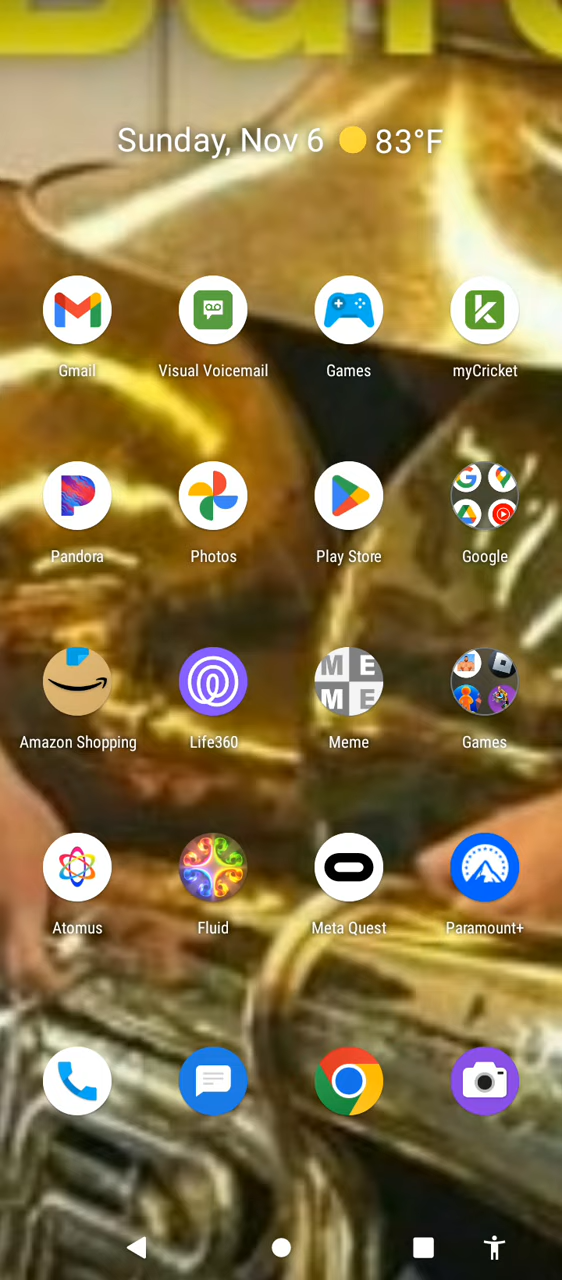 Sunday, Nov 6 83°F
Gmail
Visual Voicemail
Games
myCricket
Pandora
Photos
Play Store
Google
Amazon Shopping
Life360
M E
M E
Meme
Games
Atomus
Fluid
Meta Quest
Paramount+